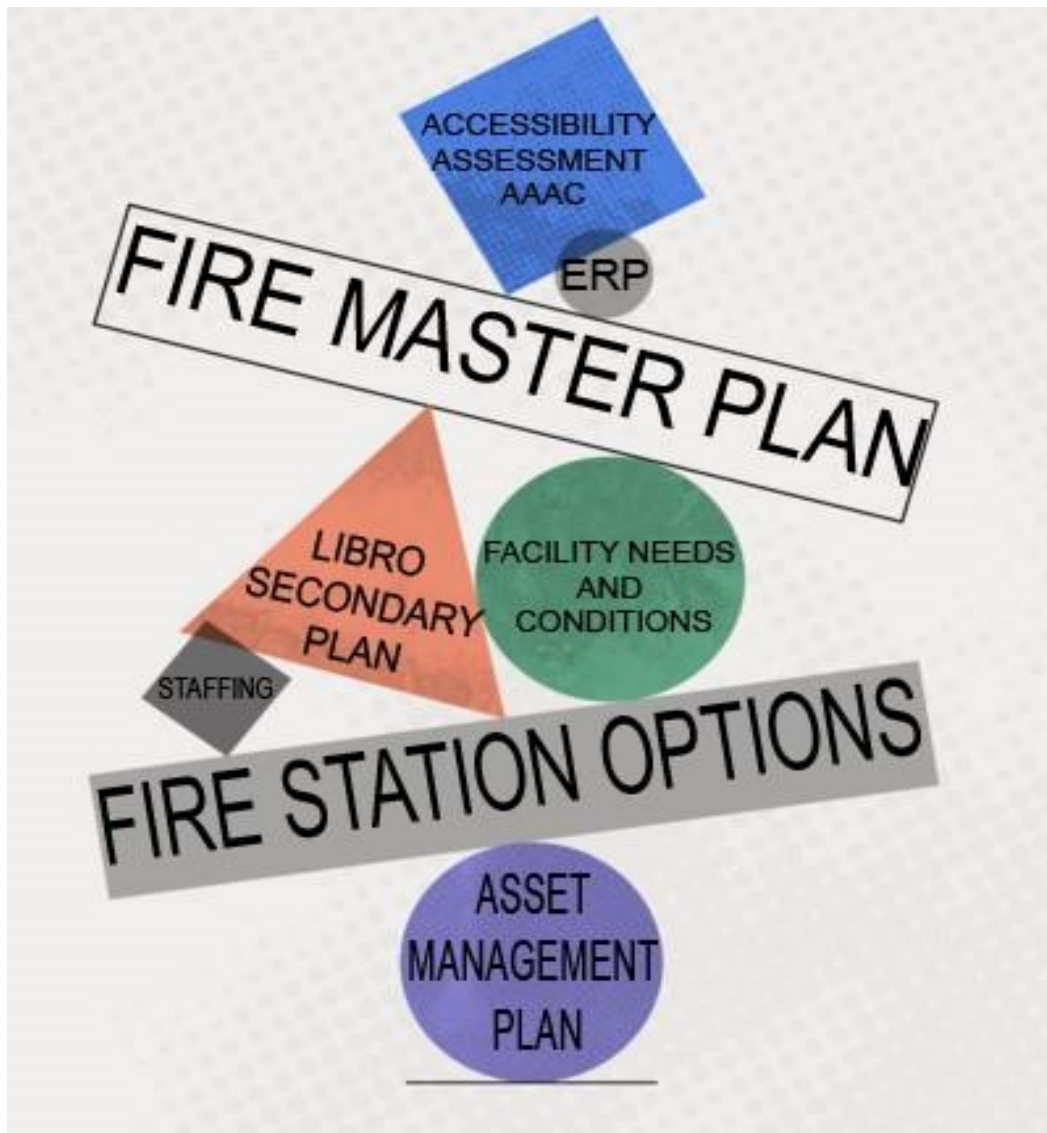 ACCESSIBILITY
ASSESSMENT
AAAC
ERP
FIRE MASTER PLAN
LIBRO
SECONDARY
PLAN
FACILITY NEEDS
AND
CONDITIONS
STAFFING
FIRE STATION OPTIONS
ASSET
MANAGEMENT
PLAN